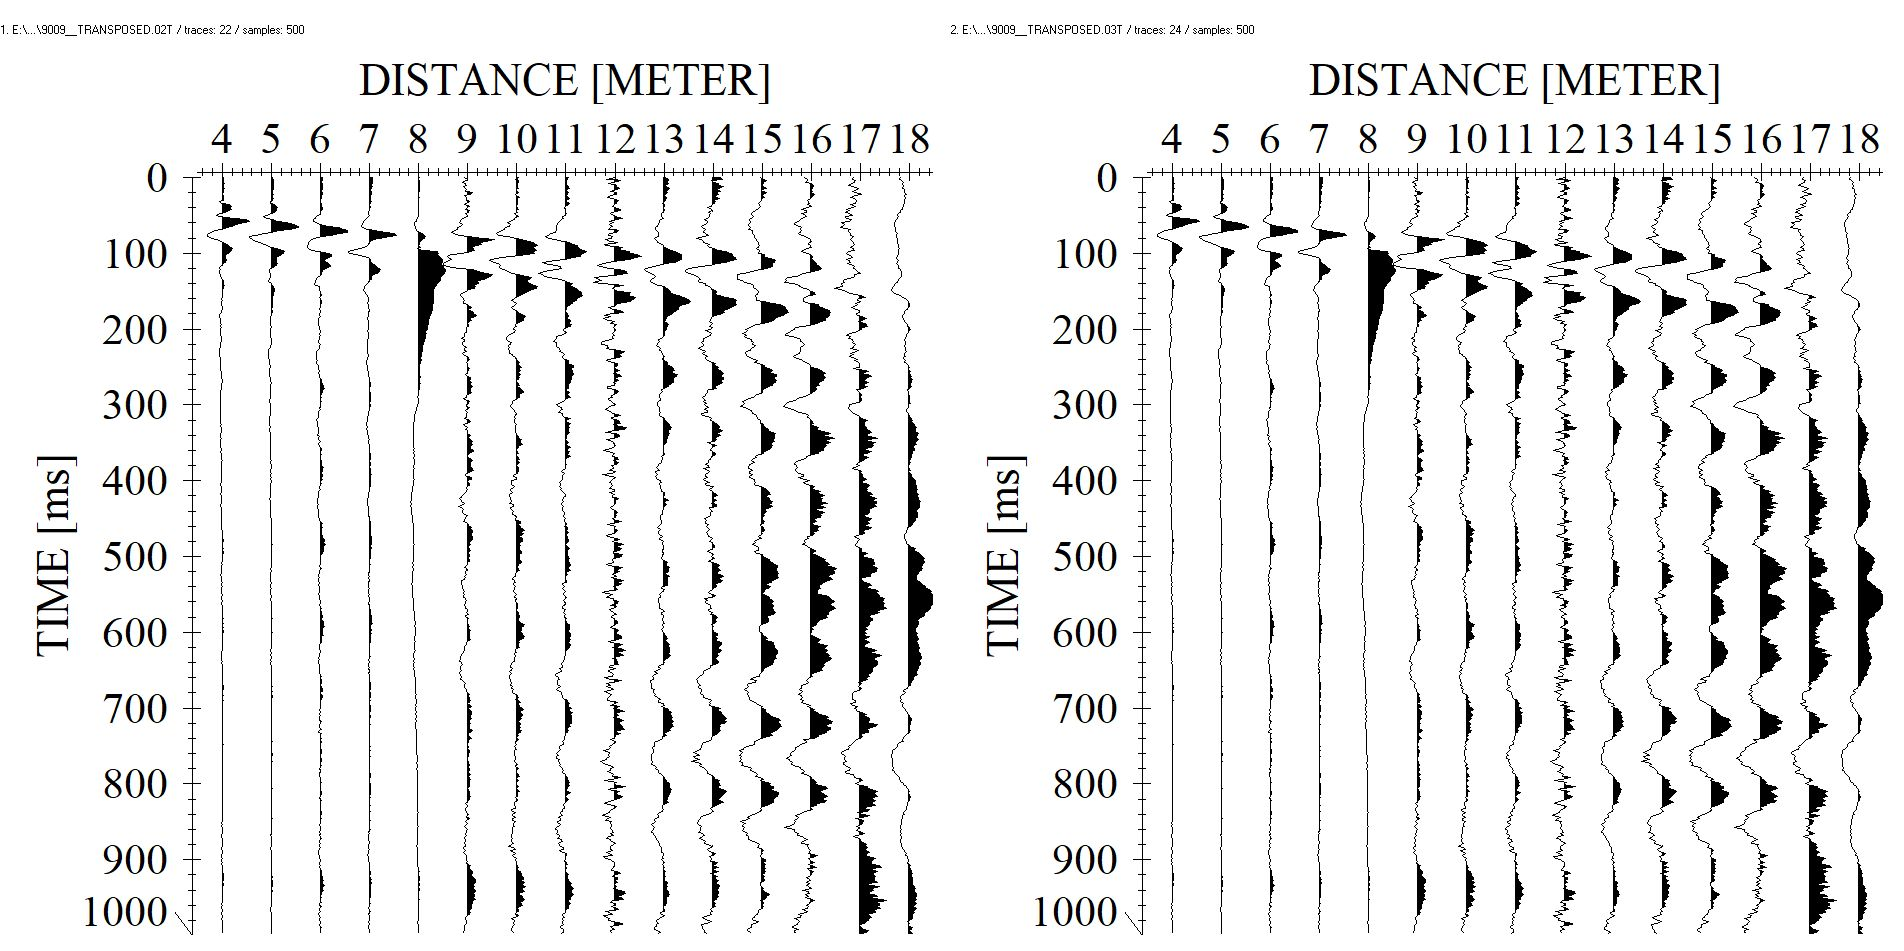 1. E:\...\9009__TRANSPOSED.02T / traces: 22 / samples: 500
DISTANCE [METER]
4 5 6 7 8 9 10 11 12 13 14 15 16 17 18
0
100
200
300
400
500
600
700
800
900
1000
TIME [ms]
2. E:\...\9009__TRANSPOSED.03T / traces: 24 / samples: 500
DISTANCE [METER]
4 5 6 7 8 9 10 11 12 13 14 15 16 17 18
0
100
200
300
400
500
600
700
800
900
1000
TIME [ms]